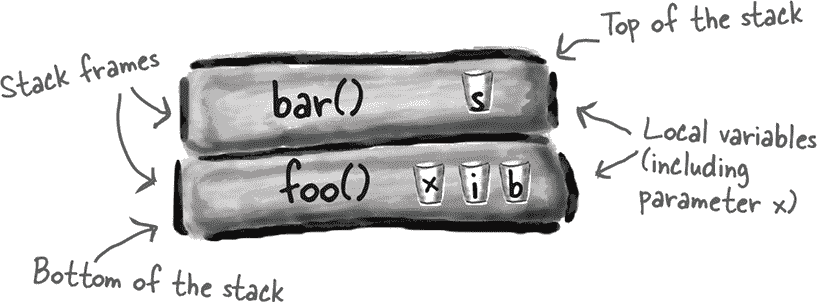 Top of the stack
Stack frames
bar()
s
Local variables
(including
parameter x)
foo()
x i b
Bottom of the stack